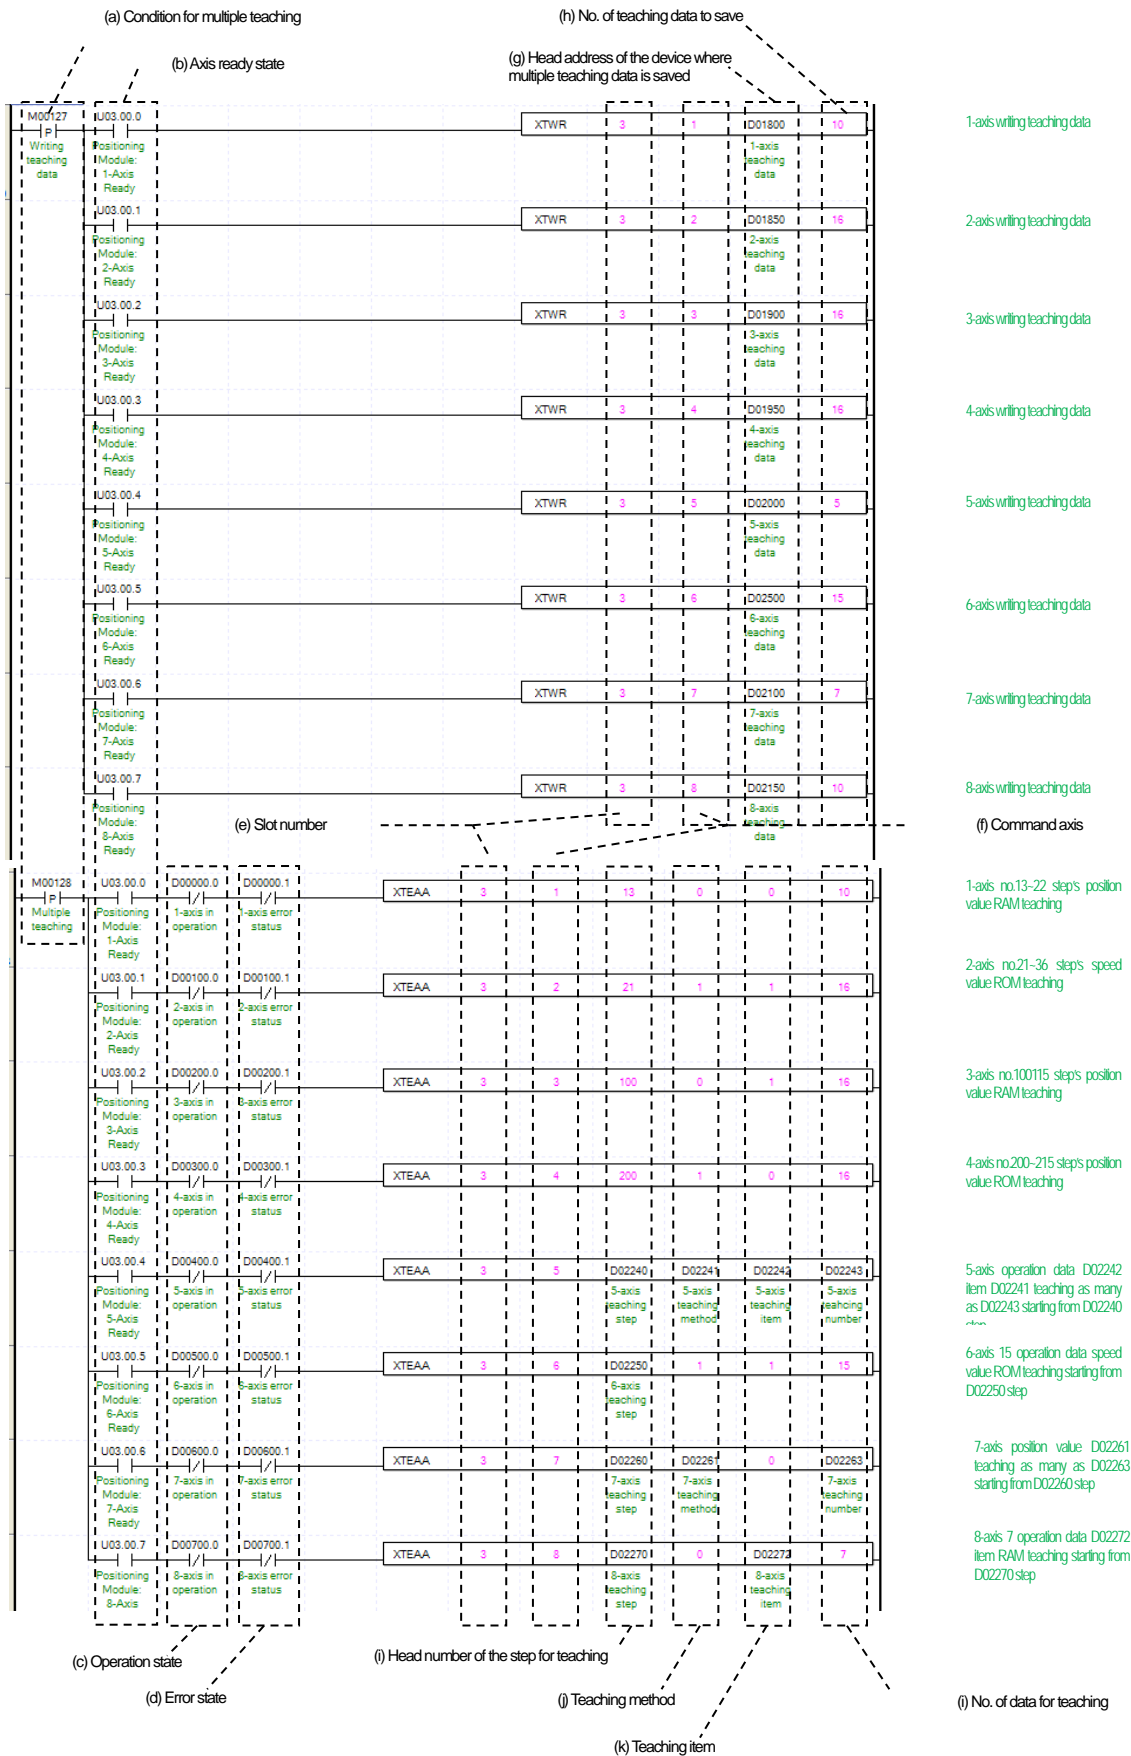 (a) Condition for multiple teaching
(h) No. of teaching data to save
(b) Axis ready state
(g) Head address of the device where
multiple teaching data is saved
M00127
P
Writing
teaching
data
U03.00.0
Positioning
Module:
1-Axis
Ready
XTWR 3 1 D01800 10
1-axis
teaching
data
1-axis writing teaching data
U03.00.1
Positioning
Module:
2-Axis
Ready
XTWR 3 2 D01850 16
2-axis
teaching
data
2-axis writing teaching data
U03.00.2
Positioning
Module:
3-Axis
Ready
XTWR 3 3 D01900 16
3-axis
teaching
data
3-axis writing teaching data
U03.00.3
Positioning
Module:
4-Axis
Ready
XTWR 3 4 D01950 16
4-axis
teaching
data
4-axis writing teaching data
U03.00.4
Positioning
Module:
5-Axis
Ready
XTWR 3 5 D02000 5
5-axis
teaching
data
5-axis writing teaching data
U03.00.5
Positioning
Module:
6-Axis
Ready
XTWR 3 6 D02500 15
6-axis
teaching
data
6-axis writing teaching data
U03.00.6
Positioning
Module:
7-Axis
Ready
XTWR 3 7 D02100 7
7-axis
teaching
data
7-axis writing teaching data
U03.00.7
Positioning
Module:
8-Axis
Ready
XTWR 3 8 D02150 10
8-axis
teaching
data
8-axis writing teaching data
(e) Slot number
(f) Command axis
M00128
P
Multiple
teaching
U03.00.0 D00000.0 D00000.1
Positioning
Module:
1-Axis
Ready
1-axis in
operation
1-axis error
status
XTEAA 3 1 13 0 0 10
1-axis no.13~22 step's position
value RAM teaching
U03.00.1 D00100.0 D00100.1
Positioning
Module:
2-Axis
Ready
2-axis in
operation
2-axis error
status
XTEAA 3 2 21 1 1 16
2-axis no.21~36 step's speed
value ROM teaching
U03.00.2 D00200.0 D00200.1
Positioning
Module:
3-Axis
Ready
3-axis in
operation
3-axis error
status
XTEAA 3 3 100 0 1 16
3-axis no.100115 step's position
value RAM teaching
U03.00.3 D00300.0 D00300.1
Positioning
Module:
4-Axis
Ready
4-axis in
operation
4-axis error
status
XTEAA 3 4 200 1 0 16
4-axis no.200~215 step's position
value ROM teaching
U03.00.4 D00400.0 D00400.1
Positioning
Module:
5-Axis
Ready
5-axis in
operation
5-axis error
status
XTEAA 3 5 D02240 D02241 D02242 D02243
5-axis
teaching
step
5-axis
teaching
method
5-axis
teaching
item
5-axis
teahcing
number
5-axis operation data D02242
item D02241 teaching as many
as D02243 starting from D02240
step
U03.00.5 D00500.0 D00500.1
Positioning
Module:
6-Axis
Ready
6-axis in
operation
6-axis error
status
XTEAA 3 6 D02250 1 1 15
6-axis
teaching
step
6-axis 15 operation data speed
value ROM teaching starting from
D02250 step
U03.00.6 D00600.0 D00600.1
Positioning
Module:
7-Axis
Ready
7-axis in
operation
7-axis error
status
XTEAA 3 7 D02260 D02261 0 D02263
7-axis
teaching
step
7-axis
teaching
method
7-axis
teaching
number
7-axis position value D02261
teaching as many as D02263
starting from D02260 step
U03.00.7 D00700.0 D00700.1
Positioning
Module:
8-Axis
8-axis in
operation
8-axis error
status
XTEAA 3 8 D02270 0 D02272 7
8-axis
teaching
step
8-axis
teaching
item
8-axis 7 operation data D02272
item RAM teaching starting from
D02270 step
(c) Operation state
(i) Head number of the step for teaching
(d) Error state
(j) Teaching method
(i) No. of data for teaching
(k) Teaching item